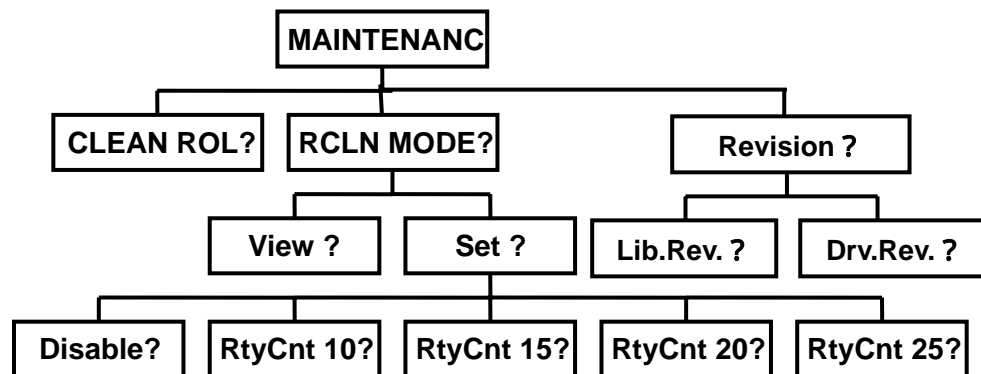 MAINTENANC
CLEAN ROL?
RCLN MODE?
Revision ?
View ?
Set ?
Lib.Rev. ?
Drv.Rev. ?
Disable?
RtyCnt 10?
RtyCnt 15?
RtyCnt 20?
RtyCnt 25?